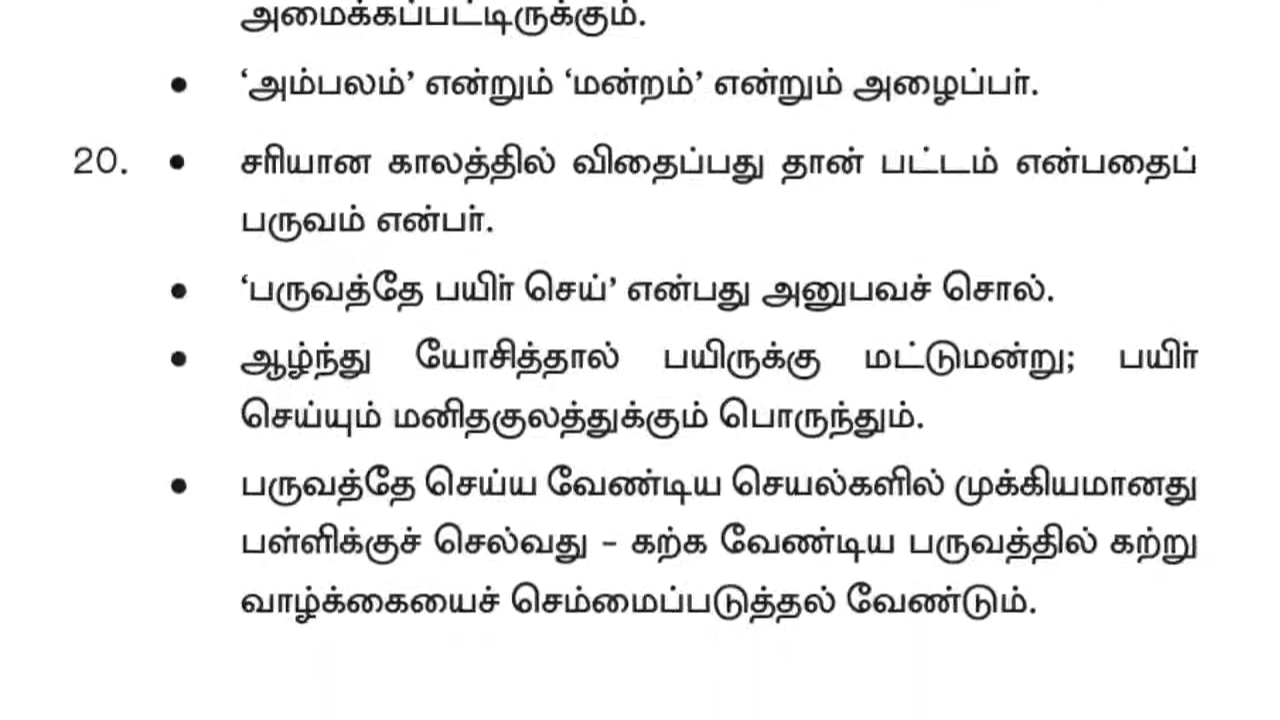 அமைக்கப்பட்டிருக்கும்.
• ‘அம்பலம்’ என்றும் ‘மன்றம்’ என்றும் அழைப்பர்.
20. • சரியான காலத்தில் விதைப்பது தான் பட்டம் என்பதைப்
பருவம் என்பர்.
• ‘பருவத்தே பயிர் செய்’ என்பது அனுபவச் சொல்.
• ஆழ்ந்து யோசித்தால் பயிருக்கு மட்டுமன்று; பயிர்
செய்யும் மனிதகுலத்துக்கும் பொருந்தும்.
• பருவத்தே செய்ய வேண்டிய செயல்களில் முக்கியமானது
பள்ளிக்குச் செல்வது – கற்க வேண்டிய பருவத்தில் கற்று
வாழ்க்கையைச் செம்மைப்படுத்தல் வேண்டும்.